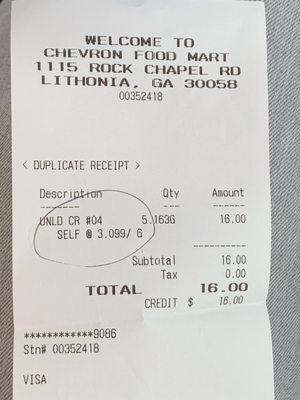 WELCOME TO
CHEVRON FOOD MART
1115 ROCK CHAPEL RD
LITHONIA, GA 30058
00352418
< DUPLICATE RECEIPT >
Description Qty Amount
UNLD CR #04 5.163G 16.00
SELF @ 3.099/ G
Subtotal 16.00
Tax 0.00
TOTAL 16.00
CREDIT $ 16.00
************9086
Stn# 00352418
VISA